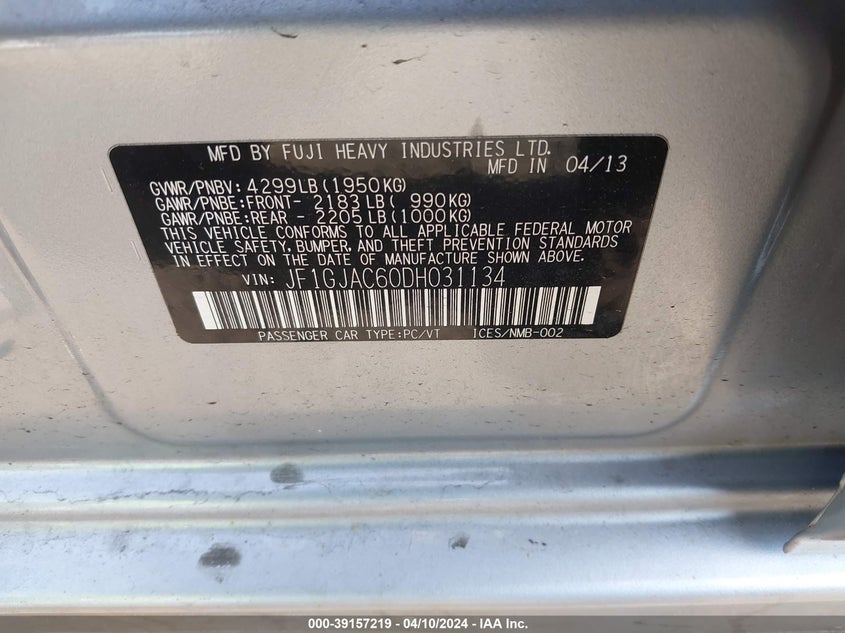 MFD BY FUJI HEAVY INDUSTRIES LTD.
MFD IN 04/13
GVWR/PNBV: 4299LB(1950KG)
GAWR/PNBE:FRONT- 2183LB( 990KG)
GAWR/PNBE:REAR - 2205LB(1000KG)
THIS VEHICLE CONFORMS TO ALL APPLICABLE FEDERAL MOTOR
VEHICLE SAFETY, BUMPER, AND THEFT PREVENTION STANDARDS
IN EFFECT ON THE DATE OF MANUFACTURE SHOWN ABOVE.
VIN: JF1GJAC60DH031134
PASSENGER CAR TYPE:PC/VT ICES/NMB-002
000-39157219 - 04/10/2024 - IAA Inc.